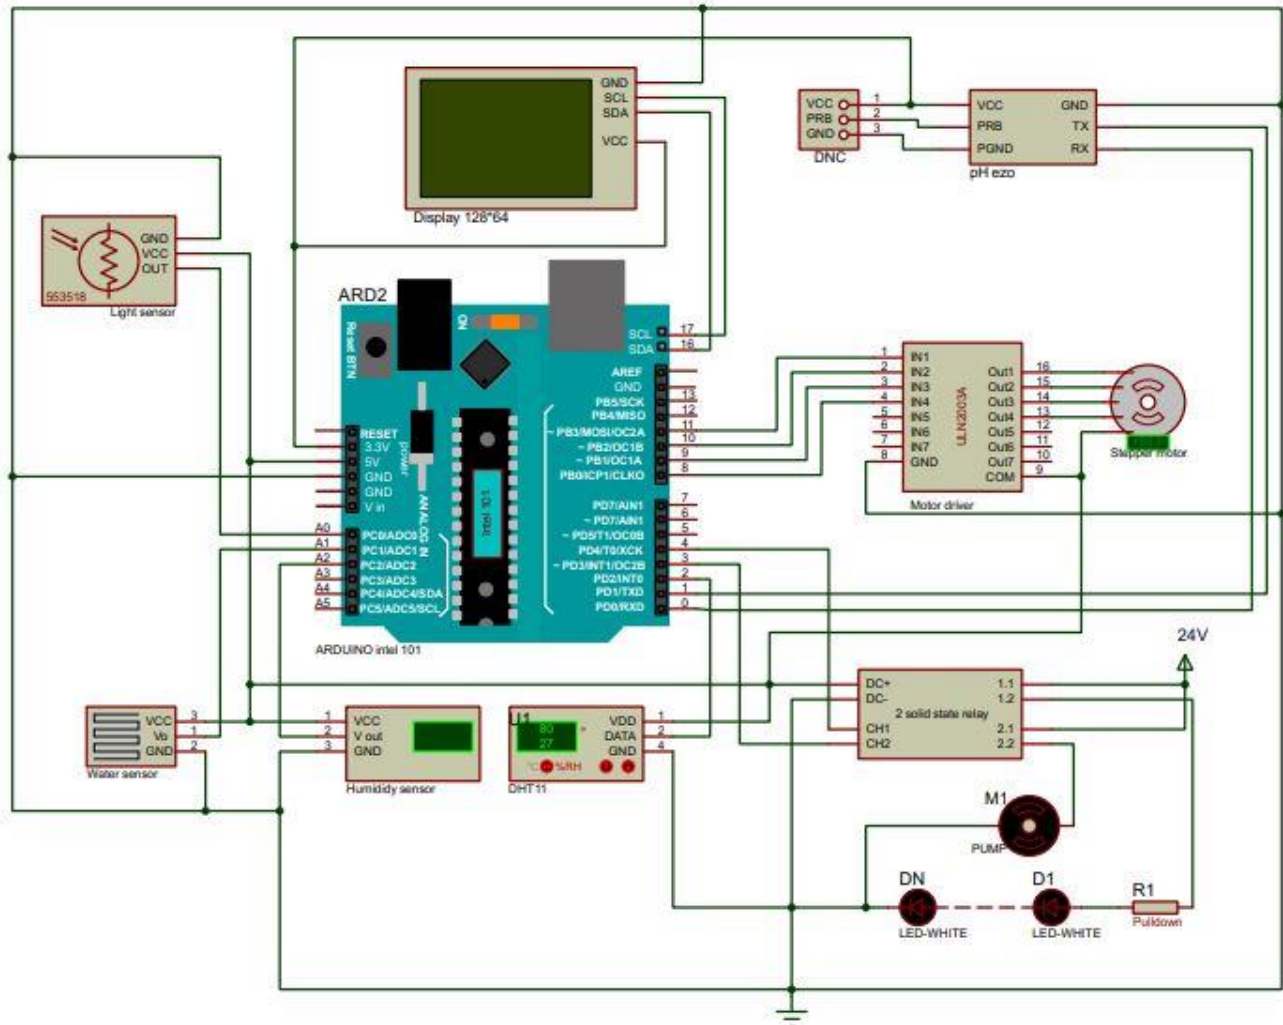 GND
SCL
SDA
VCC
Display 128*64
VCC 1
PRB 2
GND 3
DNC
VCC GND
PRB TX
PGND RX
pH ezo
GND
VCC
OUT
553518
Light sensor
ARD2
Reset BTN
ON
power
ANALOG IN
Intel 101
RESET
3.3V
5V
GND
GND
V in
A0 PC0/ADC0
A1 PC1/ADC1
A2 PC2/ADC2
A3 PC3/ADC3
A4 PC4/ADC4/SDA
A5 PC5/ADC5/SCL
SCL 17
SDA 16
AREF
GND
PB5/SCK 13
PB4/MISO 12
~ PB3/MOSI/OC2A 11
~ PB2/OC1B 10
~ PB1/OC1A 9
PB0/ICP1/CLKO 8
PD7/AIN1 7
~ PD7/AIN1 6
~ PD5/T1/OC0B 5
PD4/T0/XCK 4
~ PD3/INT1/OC2B 3
PD2/INT0 2
PD1/TXD 1
PD0/RXD 0
ARDUINO intel 101
1 IN1
2 IN2
3 IN3
4 IN4
5 IN5
6 IN6
7 IN7
8 GND
ULN2003A
Out1 16
Out2 15
Out3 14
Out4 13
Out5 12
Out6 11
Out7 10
COM 9
Motor driver
Stepper motor
24V
DC+ 1.1
DC- 1.2
2 solid state relay
CH1 2.1
CH2 2.2
VCC 3
Vo 1
GND 2
Water sensor
1 VCC
2 V out
3 GND
Humididy sensor
U1
80
27
°C %RH
VDD 1
DATA 2
GND 4
DHT11
M1
PUMP
DN
LED-WHITE
D1
LED-WHITE
R1
Pulldown